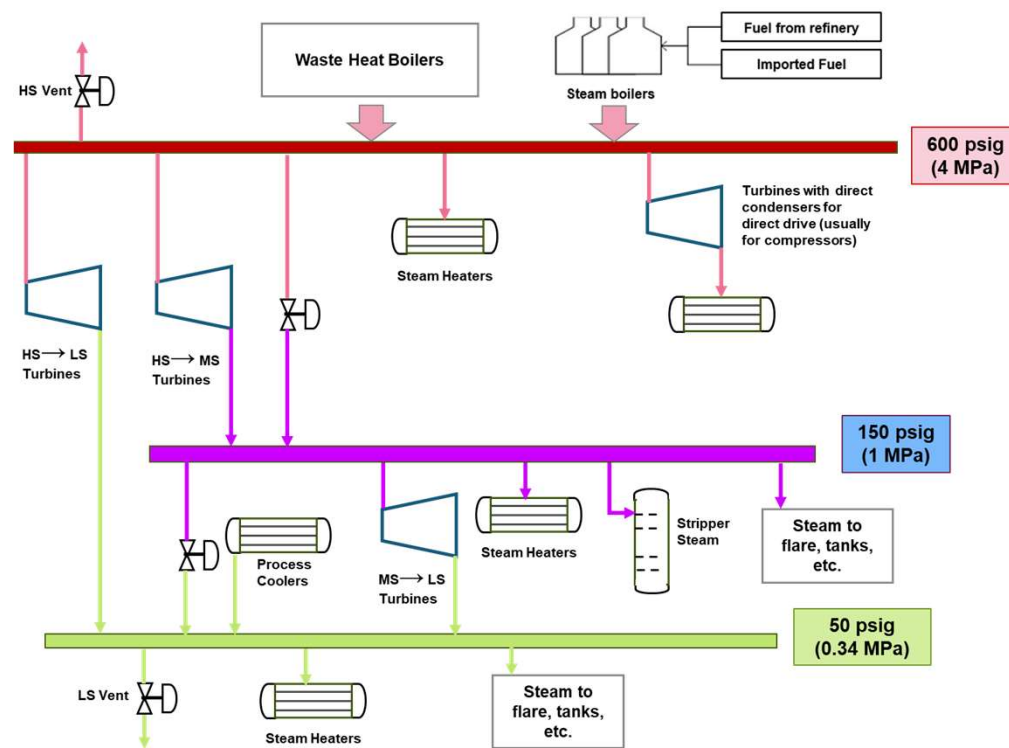 Fuel from refinery
Imported Fuel
Waste Heat Boilers
Steam boilers
HS Vent
600 psig
(4 MPa)
Turbines with direct
condensers for
direct drive (usually
for compressors)
Steam Heaters
HS→ LS
Turbines
HS→ MS
Turbines
150 psig
(1 MPa)
Process
Coolers
MS→ LS
Turbines
Steam Heaters
Stripper
Steam
Steam to
flare, tanks,
etc.
50 psig
(0.34 MPa)
LS Vent
Steam Heaters
Steam to
flare, tanks,
etc.